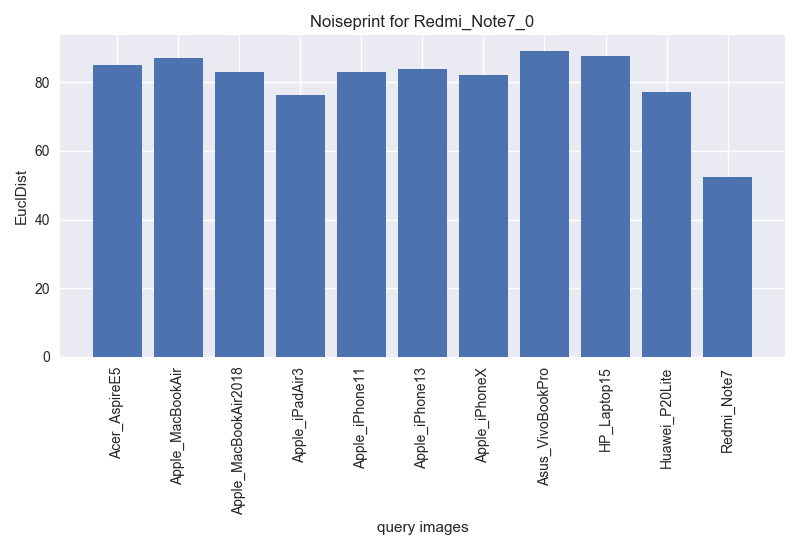 Noiseprint for Redmi_Note7_0
EuclDist
80
60
40
20
0
Acer_AspireE5
Apple_MacBookAir
Apple_MacBookAir2018
Apple_iPadAir3
Apple_iPhone11
Apple_iPhone13
Apple_iPhoneX
Asus_VivoBookPro
HP_Laptop15
Huawei_P20Lite
Redmi_Note7
query images